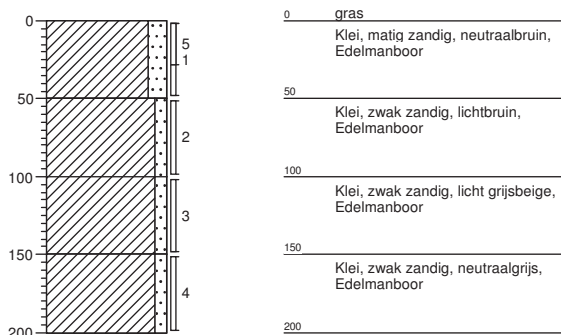 0
5
1
50
2
100
3
150
4
200
0
gras
Klei, matig zandig, neutraalbruin,
Edelmanboor
50
Klei, zwak zandig, lichtbruin,
Edelmanboor
100
Klei, zwak zandig, licht grijsbeige,
Edelmanboor
150
Klei, zwak zandig, neutraalgrijs,
Edelmanboor
200